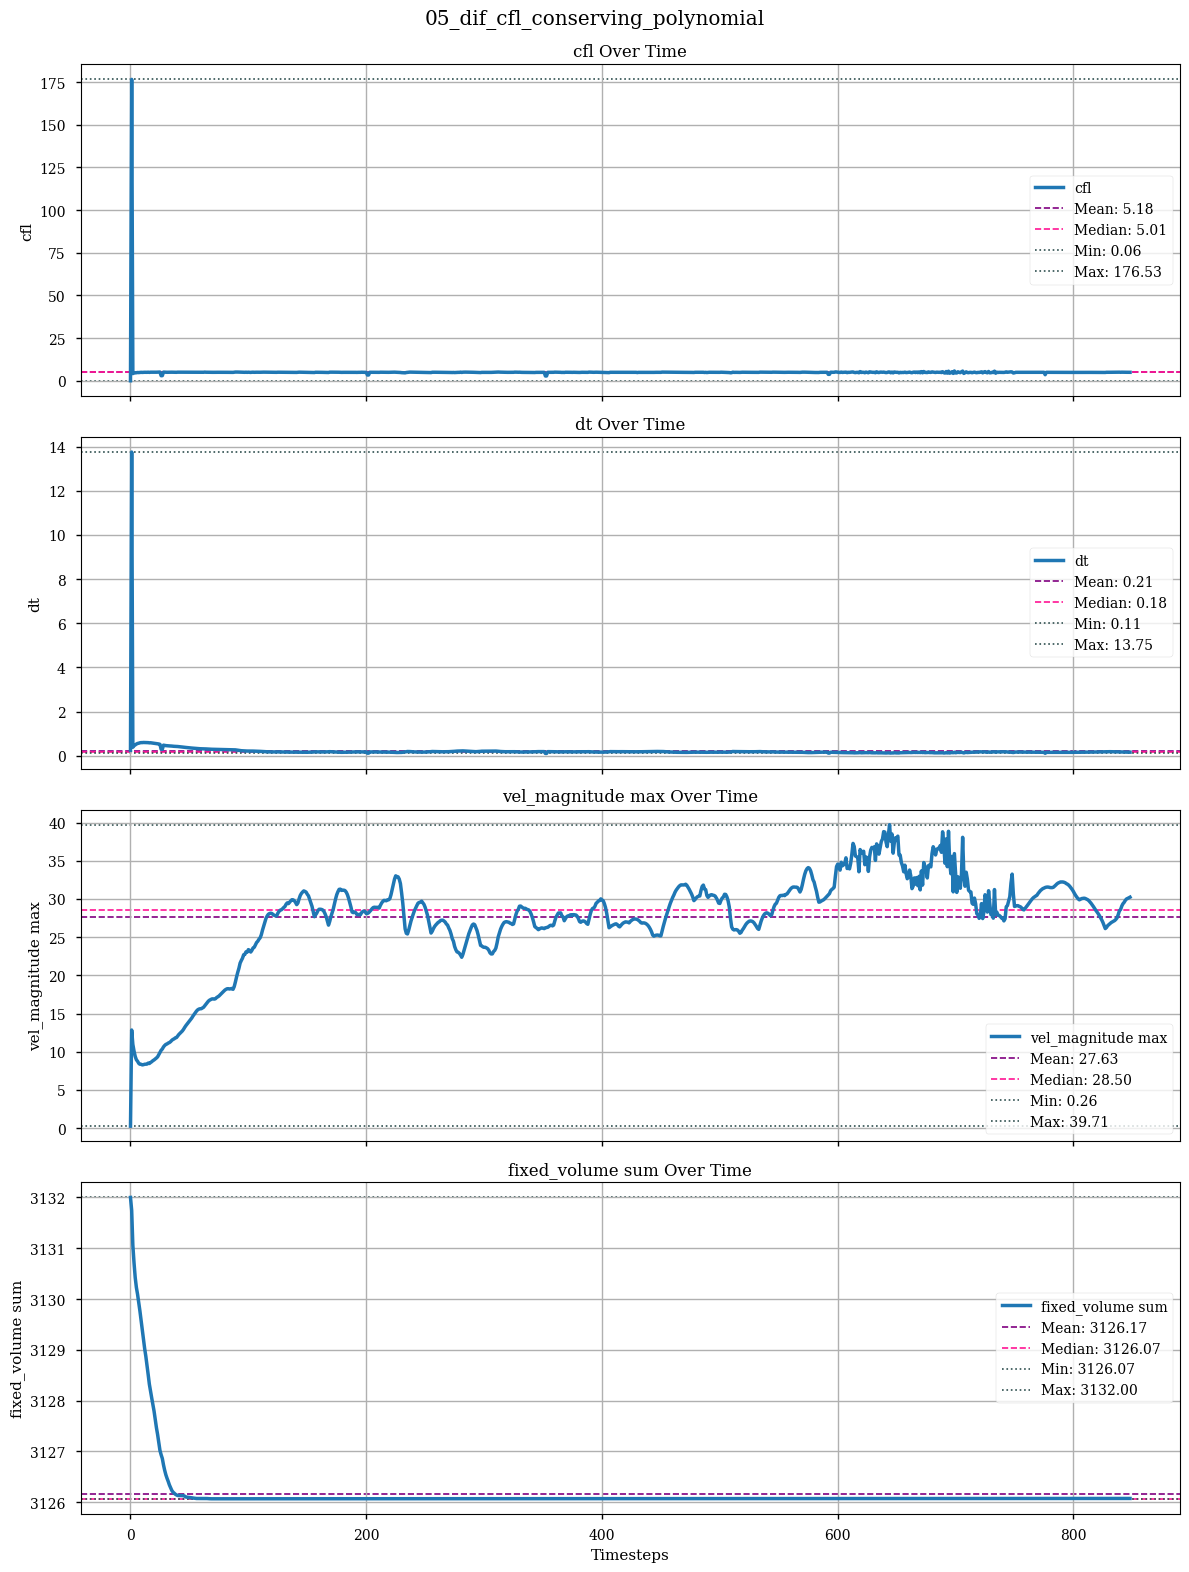 05_dif_cfl_conserving_polynomial
cfl Over Time
175
150
125
100
75
50
25
0
cfl
cfl
Mean: 5.18
Median: 5.01
Min: 0.06
Max: 176.53
dt Over Time
14
12
10
8
6
4
2
0
dt
dt
Mean: 0.21
Median: 0.18
Min: 0.11
Max: 13.75
vel_magnitude max Over Time
40
35
30
25
20
15
10
5
0
vel_magnitude max
vel_magnitude max
Mean: 27.63
Median: 28.50
Min: 0.26
Max: 39.71
fixed_volume sum Over Time
3132
3131
3130
3129
3128
3127
3126
fixed_volume sum
fixed_volume sum
Mean: 3126.17
Median: 3126.07
Min: 3126.07
Max: 3132.00
0 200 400 600 800
Timesteps